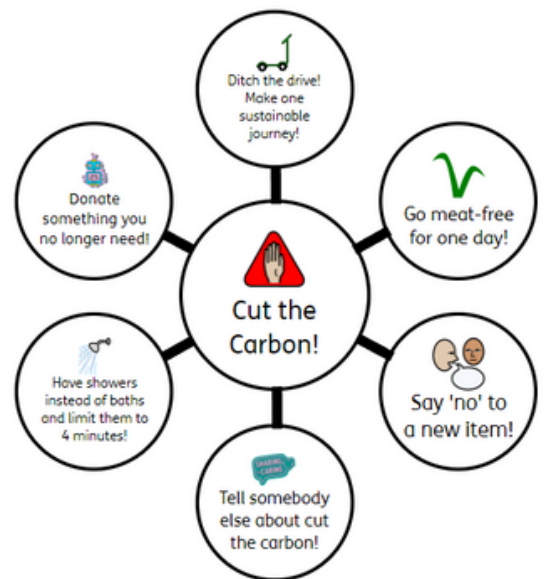 Ditch the drive!
Make one
sustainable
journey!
Donate
something you
no longer need!
Go meat-free
for one day!
Cut the
Carbon!
Have showers
instead of baths
and limit them to
4 minutes!
Say 'no' to
a new item!
SHARING
CARING
Tell somebody
else about cut
the carbon!